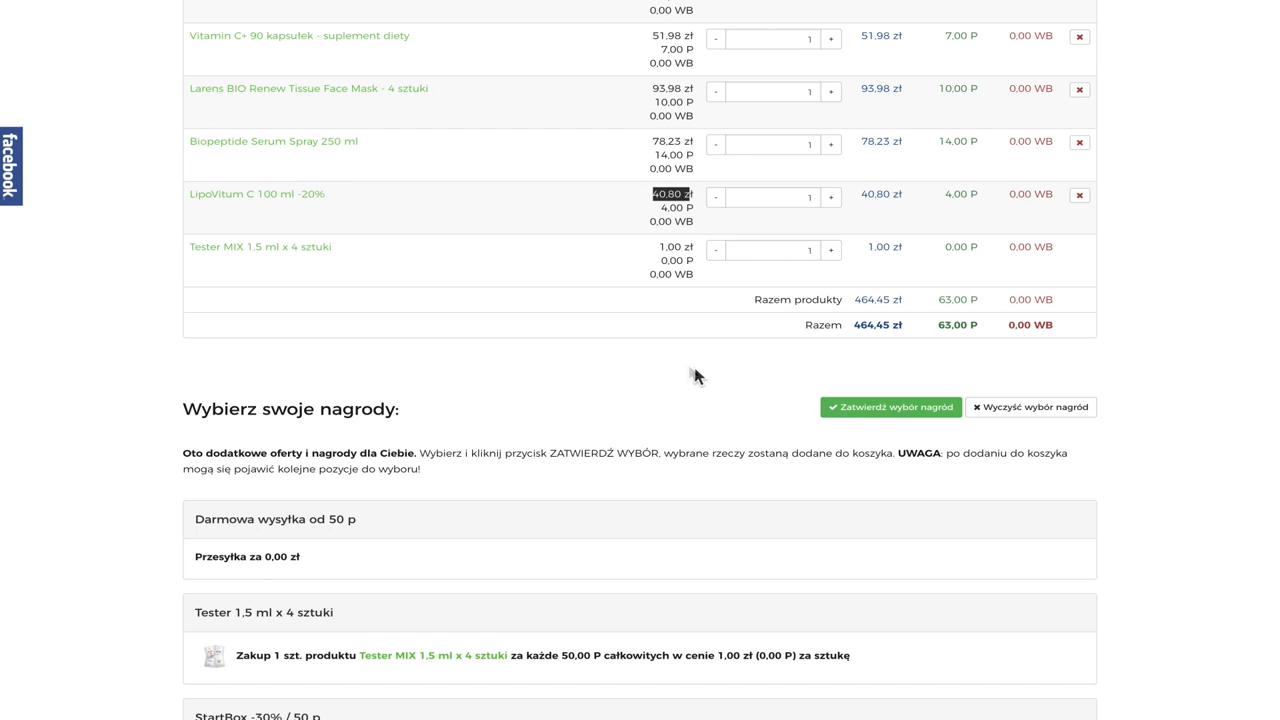 0,00 WB
Vitamin C+ 90 kapsułek - suplement diety 51,98 zł - 1 + 51,98 zł 7,00 P 0,00 WB
7,00 P
0,00 WB
Larens BIO Renew Tissue Face Mask - 4 sztuki 93,98 zł - 1 + 93,98 zł 10,00 P 0,00 WB
10,00 P
0,00 WB
Biopeptide Serum Spray 250 ml 78,23 zł - 1 + 78,23 zł 14,00 P 0,00 WB
14,00 P
0,00 WB
facebook
LipoVitum C 100 ml -20% 40,80 zł - 1 + 40,80 zł 4,00 P 0,00 WB
4,00 P
0,00 WB
Tester MIX 1.5 ml x 4 sztuki 1,00 zł - 1 + 1,00 zł 0,00 P 0,00 WB
0,00 P
0,00 WB
Razem produkty 464,45 zł 63,00 P 0,00 WB
Razem 464,45 zł 63,00 P 0,00 WB
Wybierz swoje nagrody: Zatwierdź wybór nagród Wyczyść wybór nagród
Oto dodatkowe oferty i nagrody dla Ciebie. Wybierz i kliknij przycisk ZATWIERDŹ WYBÓR, wybrane rzeczy zostaną dodane do koszyka. UWAGA: po dodaniu do koszyka
mogą się pojawić kolejne pozycje do wyboru!
Darmowa wysyłka od 50 p
Przesyłka za 0,00 zł
Tester 1,5 ml x 4 sztuki
Zakup 1 szt. produktu Tester MIX 1,5 ml x 4 sztuki za każde 50,00 P całkowitych w cenie 1,00 zł (0,00 P) za sztukę
StartBox -30% / 50 p